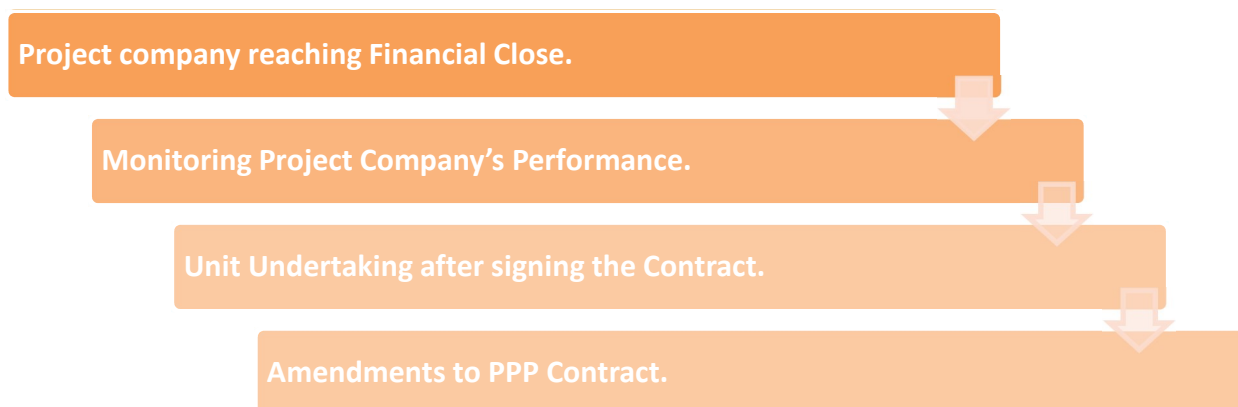 Project company reaching Financial Close.
Monitoring Project Company’s Performance.
Unit Undertaking after signing the Contract.
Amendments to PPP Contract.